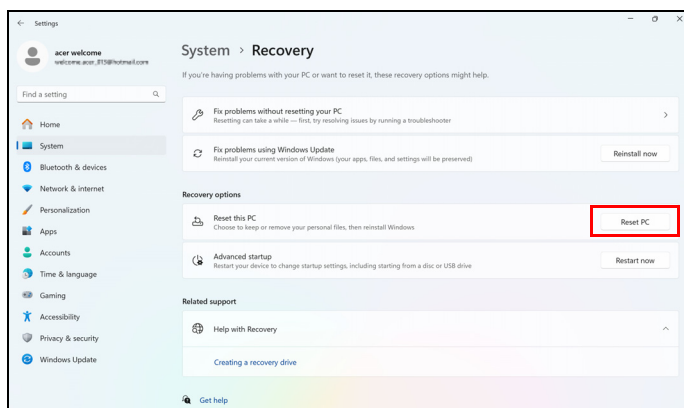 Settings
acer welcome
System > Recovery
If you're having problems with your PC or want to reset it, these recovery options might help.
Find a setting
Home
System
Bluetooth & devices
Network & internet
Personalization
Apps
Accounts
Time & language
Gaming
Accessibility
Privacy & security
Windows Update
Fix problems without resetting your PC
Resetting can take a while — first, try resolving issues by running a troubleshooter
Fix problems using Windows Update
Reinstall your current version of Windows (your apps, files, and settings will be preserved)
Reinstall now
Recovery options
Reset this PC
Choose to keep or remove your personal files, then reinstall Windows
Reset PC
Advanced startup
Restart your device to change startup settings, including starting from a disc or USB drive
Restart now
Related support
Help with Recovery
Creating a recovery drive
Get help